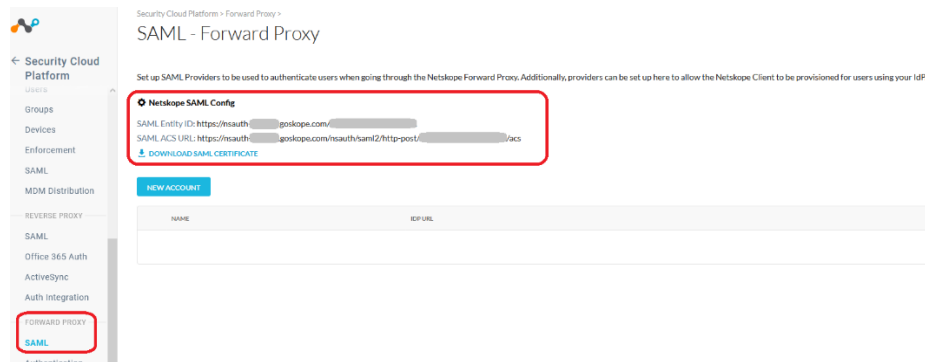 Security Cloud Platform > Forward Proxy >
SAML - Forward Proxy
← Security Cloud
Platform
USERS
Groups
Devices
Enforcement
SAML
MDM Distribution
REVERSE PROXY
SAML
Office 365 Auth
ActiveSync
Auth Integration
FORWARD PROXY
SAML
Authentication
Set up SAML Providers to be used to authenticate users when going through the Netskope Forward Proxy. Additionally, providers can be set up here to allow the Netskope Client to be provisioned for users using your IdP
Netskope SAML Config
SAML Entity ID: https://nsauth goskope.com/
SAML ACS URL: https://nsauth .goskope.com/nsauth/saml2/http-post/ /acs
DOWNLOAD SAML CERTIFICATE
NEW ACCOUNT
NAME IDP URL